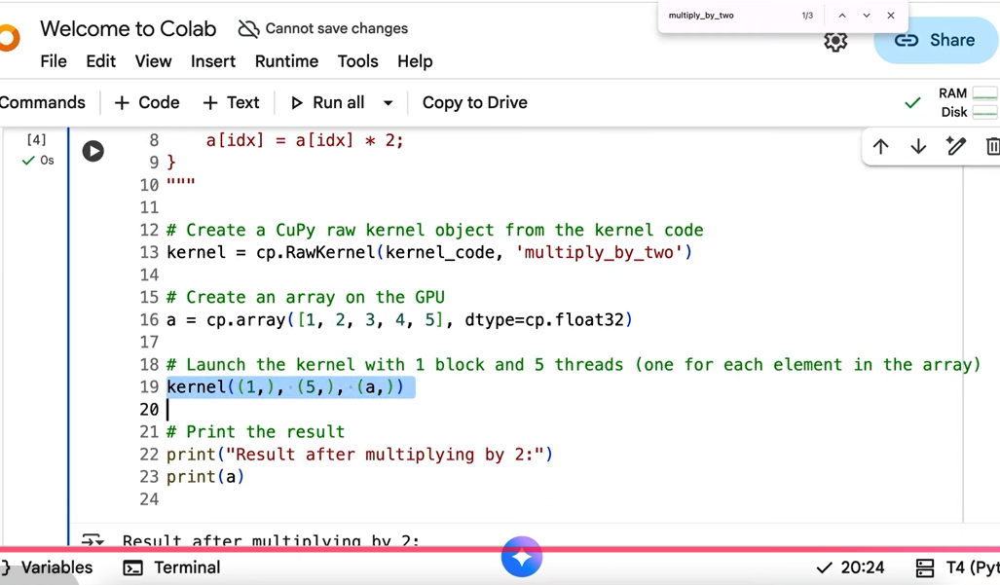 multiply_by_two 1/3
Welcome to Colab Cannot save changes
Share
File Edit View Insert Runtime Tools Help
Commands + Code + Text Run all Copy to Drive
RAM
Disk
[4]
0s
8 a[idx] = a[idx] * 2;
9 }
10 """
11
12 # Create a CuPy raw kernel object from the kernel code
13 kernel = cp.RawKernel(kernel_code, 'multiply_by_two')
14
15 # Create an array on the GPU
16 a = cp.array([1, 2, 3, 4, 5], dtype=cp.float32)
17
18 # Launch the kernel with 1 block and 5 threads (one for each element in the array)
19 kernel((1,), (5,), (a,))
20
21 # Print the result
22 print("Result after multiplying by 2:")
23 print(a)
24
Result after multiplying by 2:
Variables Terminal 20:24 T4 (Pyt